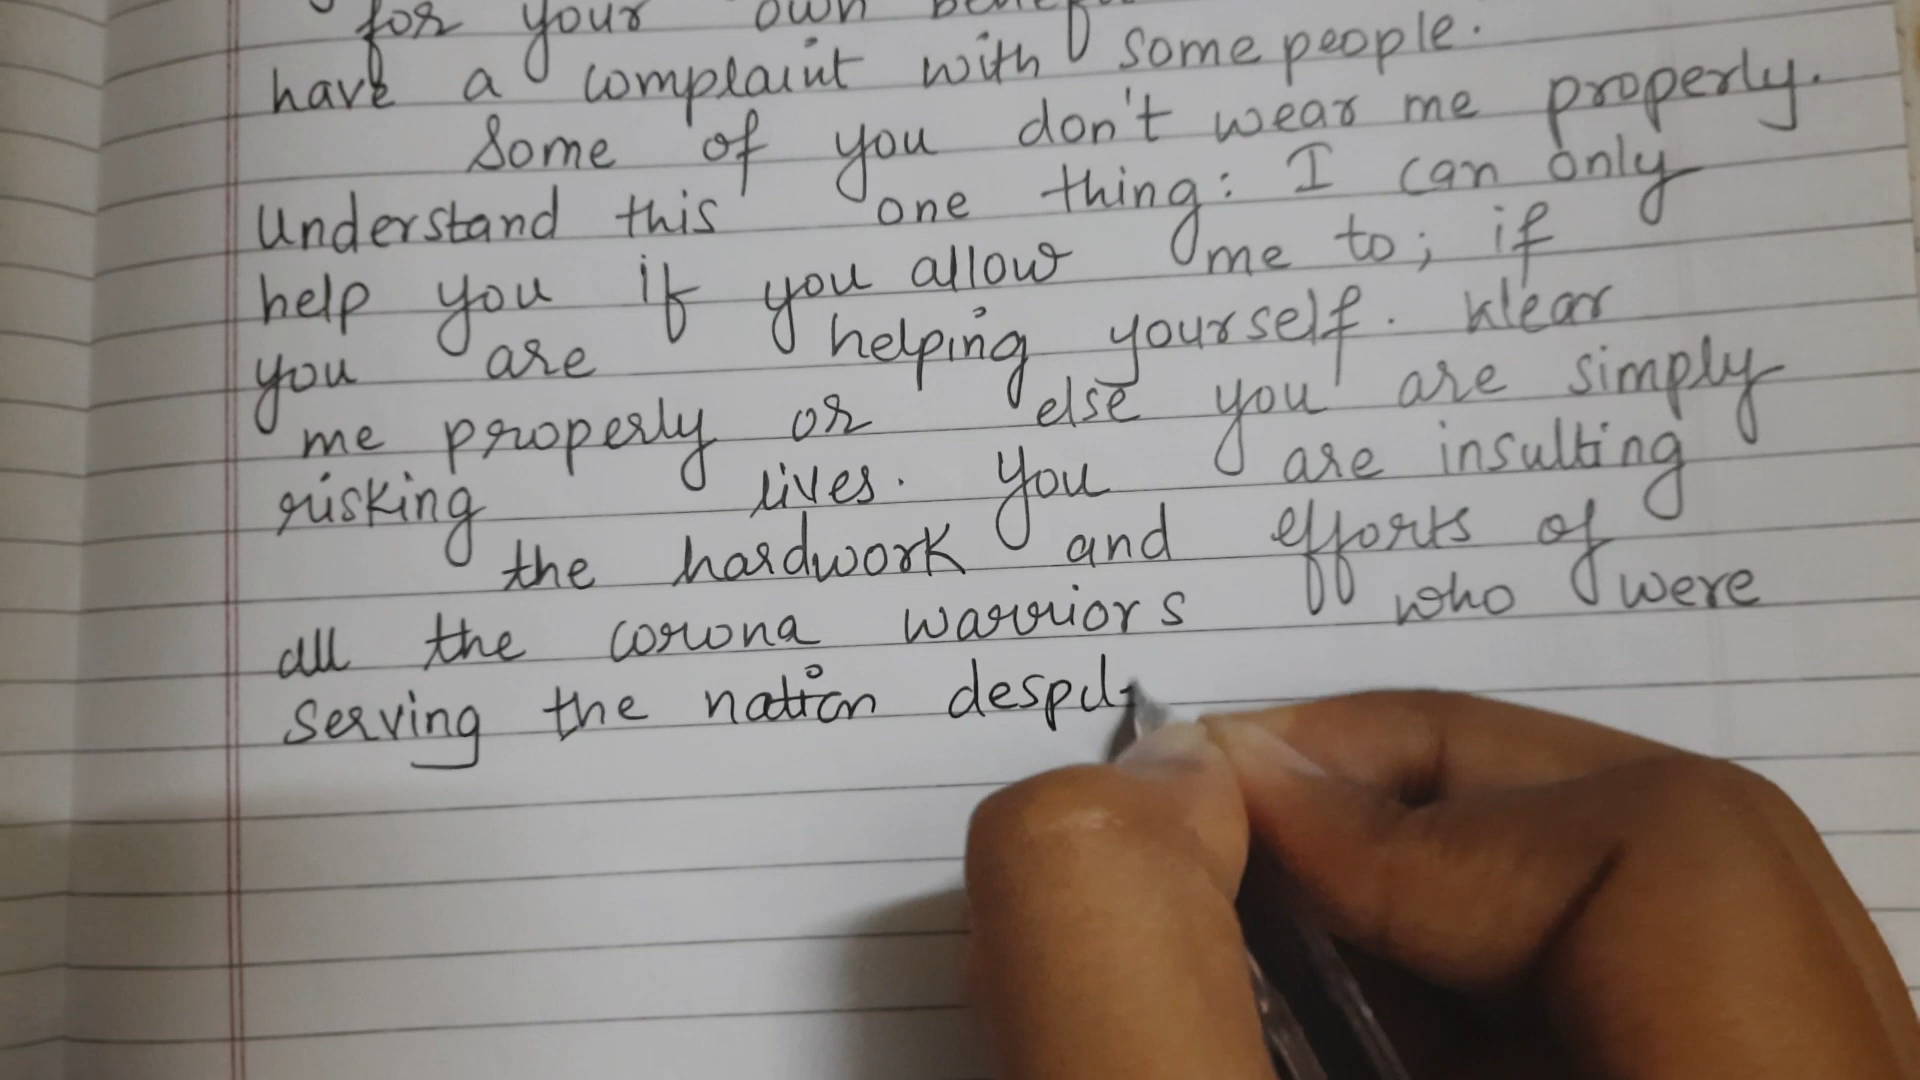 for your own
have a complaint with some people.
Some of you don't wear me properly.
Understand this one thing: I can only
help you if you allow me to; if
you are helping yourself. Wear
me properly or else you are simply
risking lives. You are insulting
the hardwork and efforts of
all the corona warriors who were
serving the nation